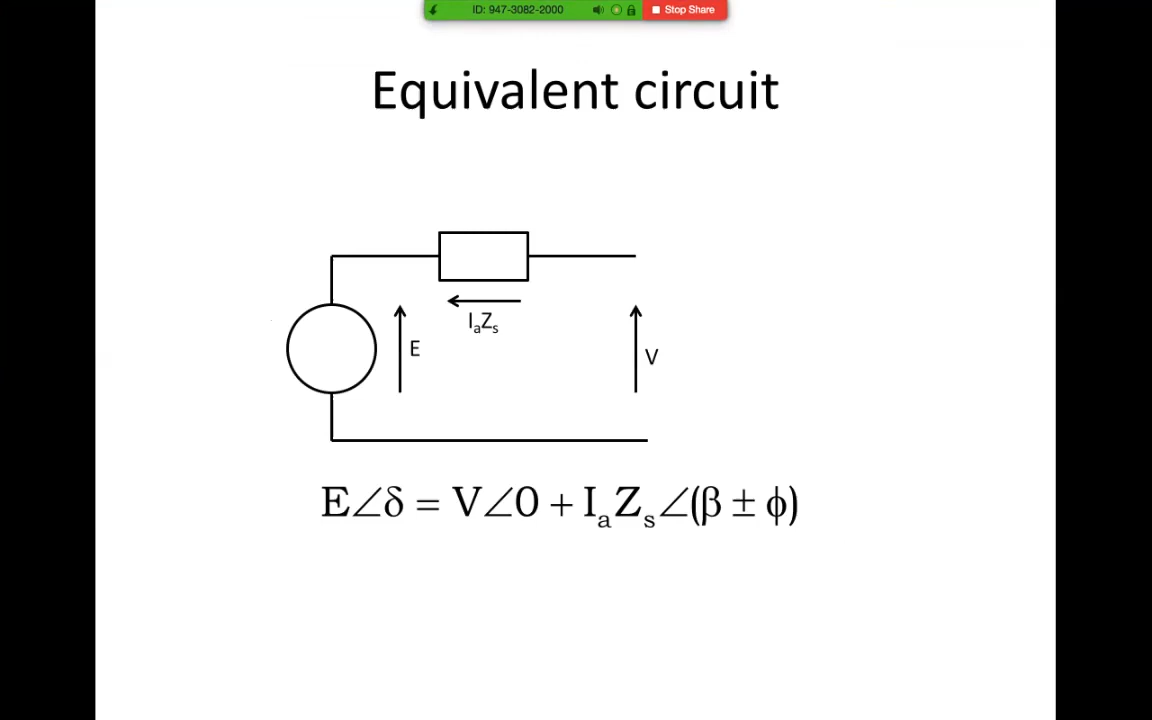 ID: 947-3082-2000 Stop Share
Equivalent circuit
IₐZₛ
E
V
E∠δ = V∠0 + IₐZₛ∠(β ± ϕ)